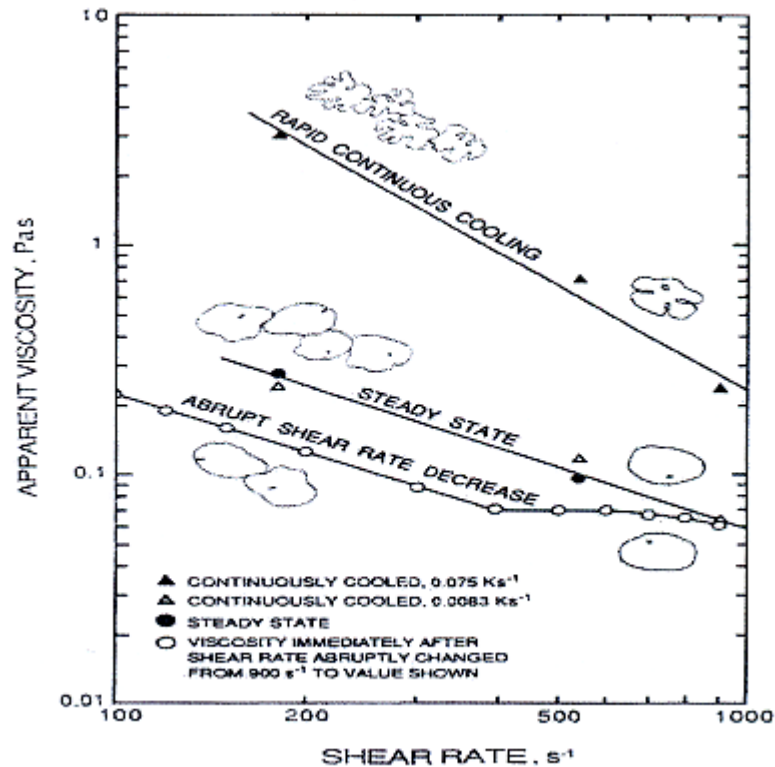 10
1
0.1
0.01
APPARENT VISCOSITY, Pas
RAPID CONTINUOUS COOLING
STEADY STATE
ABRUPT SHEAR RATE DECREASE
▲ CONTINUOUSLY COOLED, 0.075 Ks⁻¹
△ CONTINUOUSLY COOLED, 0.0083 Ks⁻¹
● STEADY STATE
○ VISCOSITY IMMEDIATELY AFTER
SHEAR RATE ABRUPTLY CHANGED
FROM 900 s⁻¹ TO VALUE SHOWN
100 200 500 1000
SHEAR RATE, s⁻¹